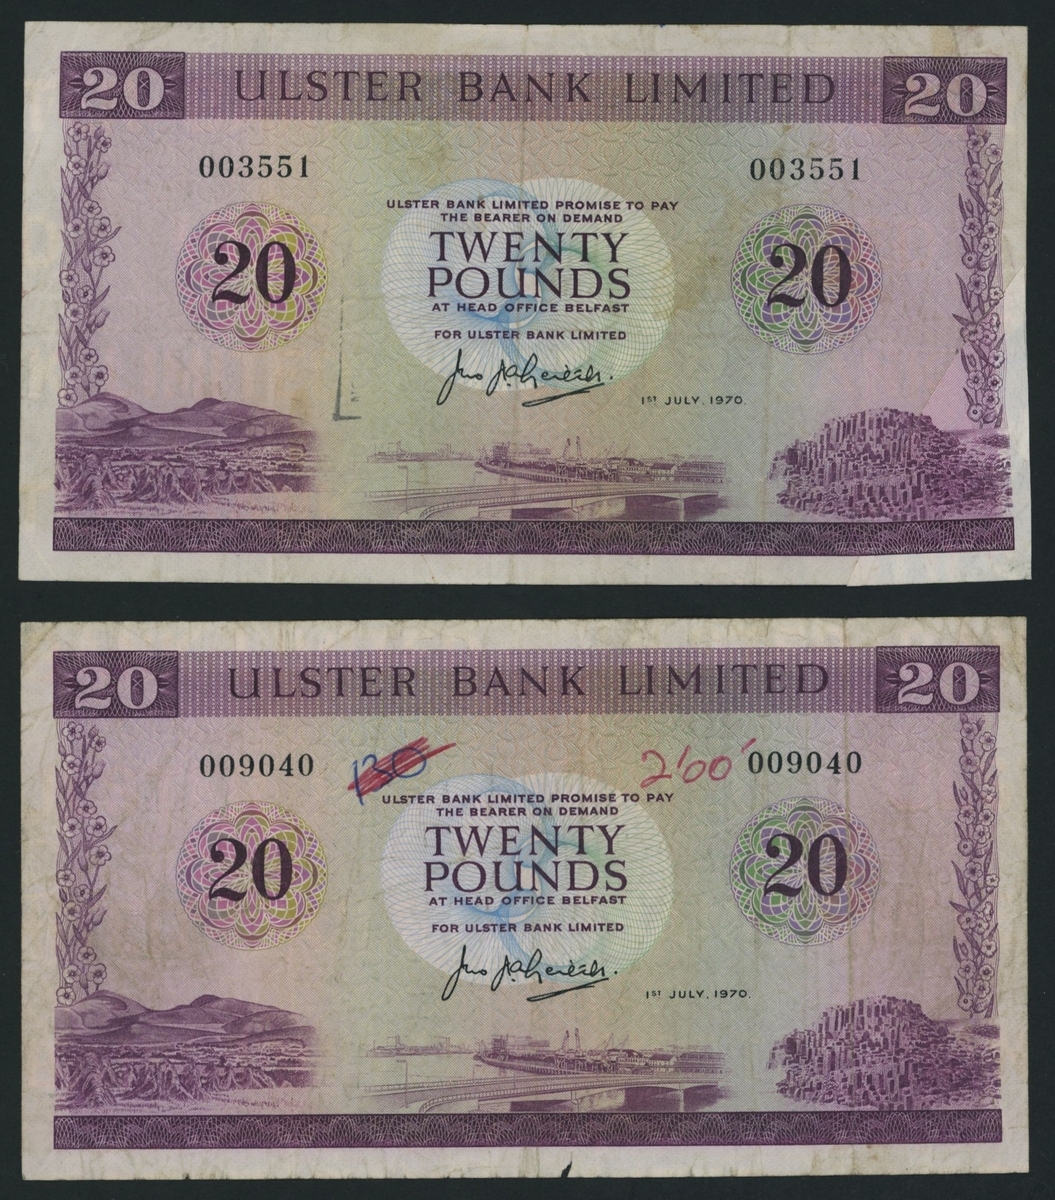 20 ULSTER BANK LIMITED 20
003551 003551
ULSTER BANK LIMITED PROMISE TO PAY
THE BEARER ON DEMAND
20 TWENTY 20
POUNDS
AT HEAD OFFICE BELFAST
FOR ULSTER BANK LIMITED
1ST JULY, 1970.
20 ULSTER BANK LIMITED 20
009040 130 2'60' 009040
ULSTER BANK LIMITED PROMISE TO PAY
THE BEARER ON DEMAND
20 TWENTY 20
POUNDS
AT HEAD OFFICE BELFAST
FOR ULSTER BANK LIMITED
1ST JULY, 1970.